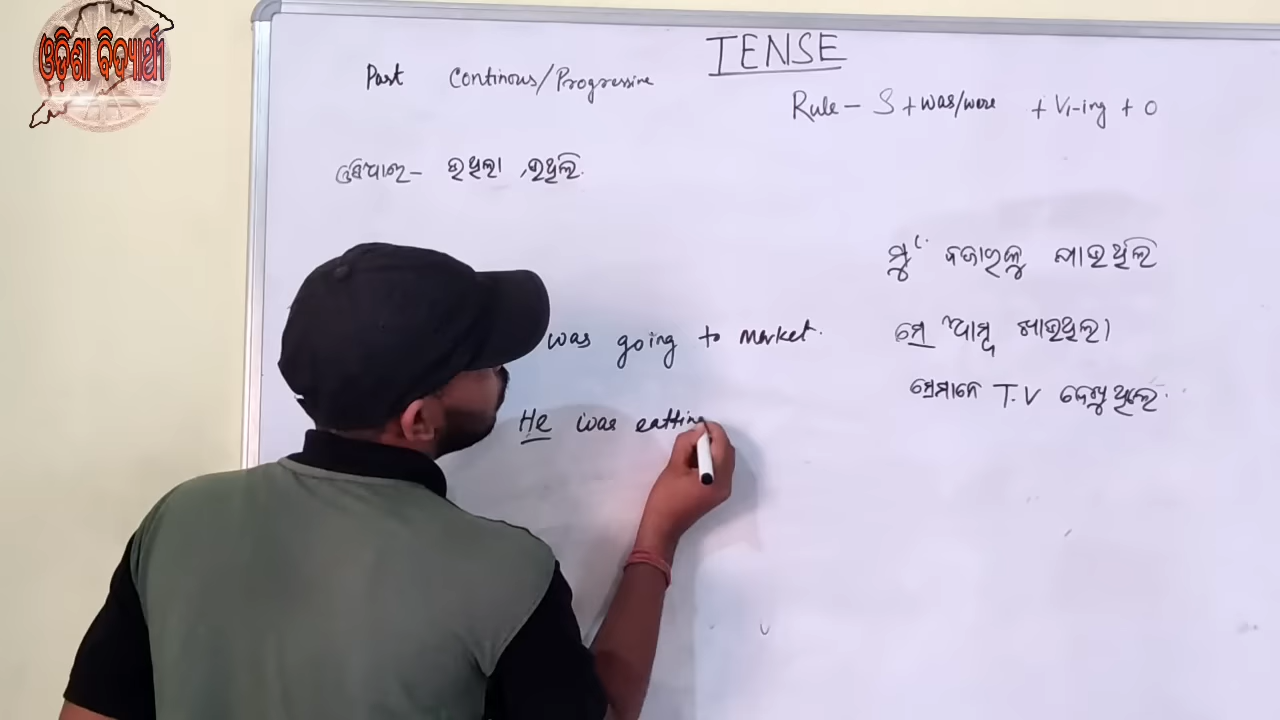 ଓଡ଼ିଶା ବିଦ୍ୟାର୍ଥୀ
TENSE
Past Continous/Progressive
Rule- S +was/were + V1-ing + O
ଓଡ଼ିଆରେ- ଉଥିଲା ,ଉଥିଲି.
ମୁଁ ବଜାରକୁ ଯାଉଥିଲି
was going to market.
ସେ ଆମ୍ବ ଖାଉଥିଲା
ସେମାନେ T.V ଦେଖୁଥିଲେ.
He was eatting